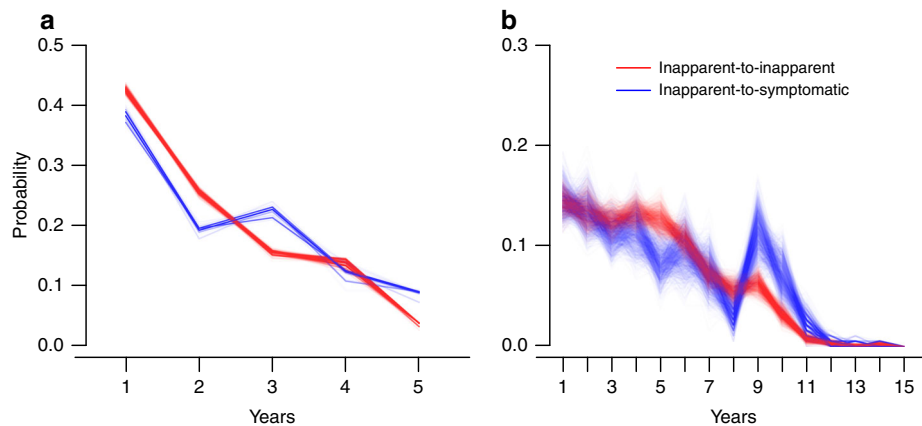 a
0.5
0.4
0.3
0.2
0.1
0.0
Probability
1 2 3 4 5
Years
b
0.3
0.2
0.1
0.0
Inapparent-to-inapparent
Inapparent-to-symptomatic
1 3 5 7 9 11 13 15
Years